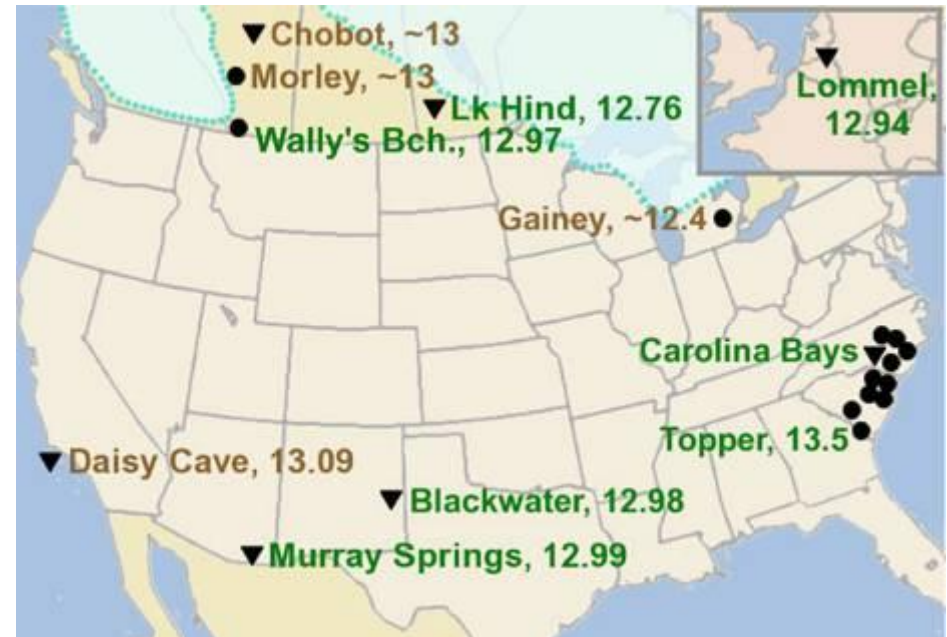 Chobot, ~13
Morley, ~13
Lk Hind, 12.76
Wally's Bch., 12.97
Lommel,
12.94
Gainey, ~12.4
Carolina Bays
Topper, 13.5
Daisy Cave, 13.09
Blackwater, 12.98
Murray Springs, 12.99